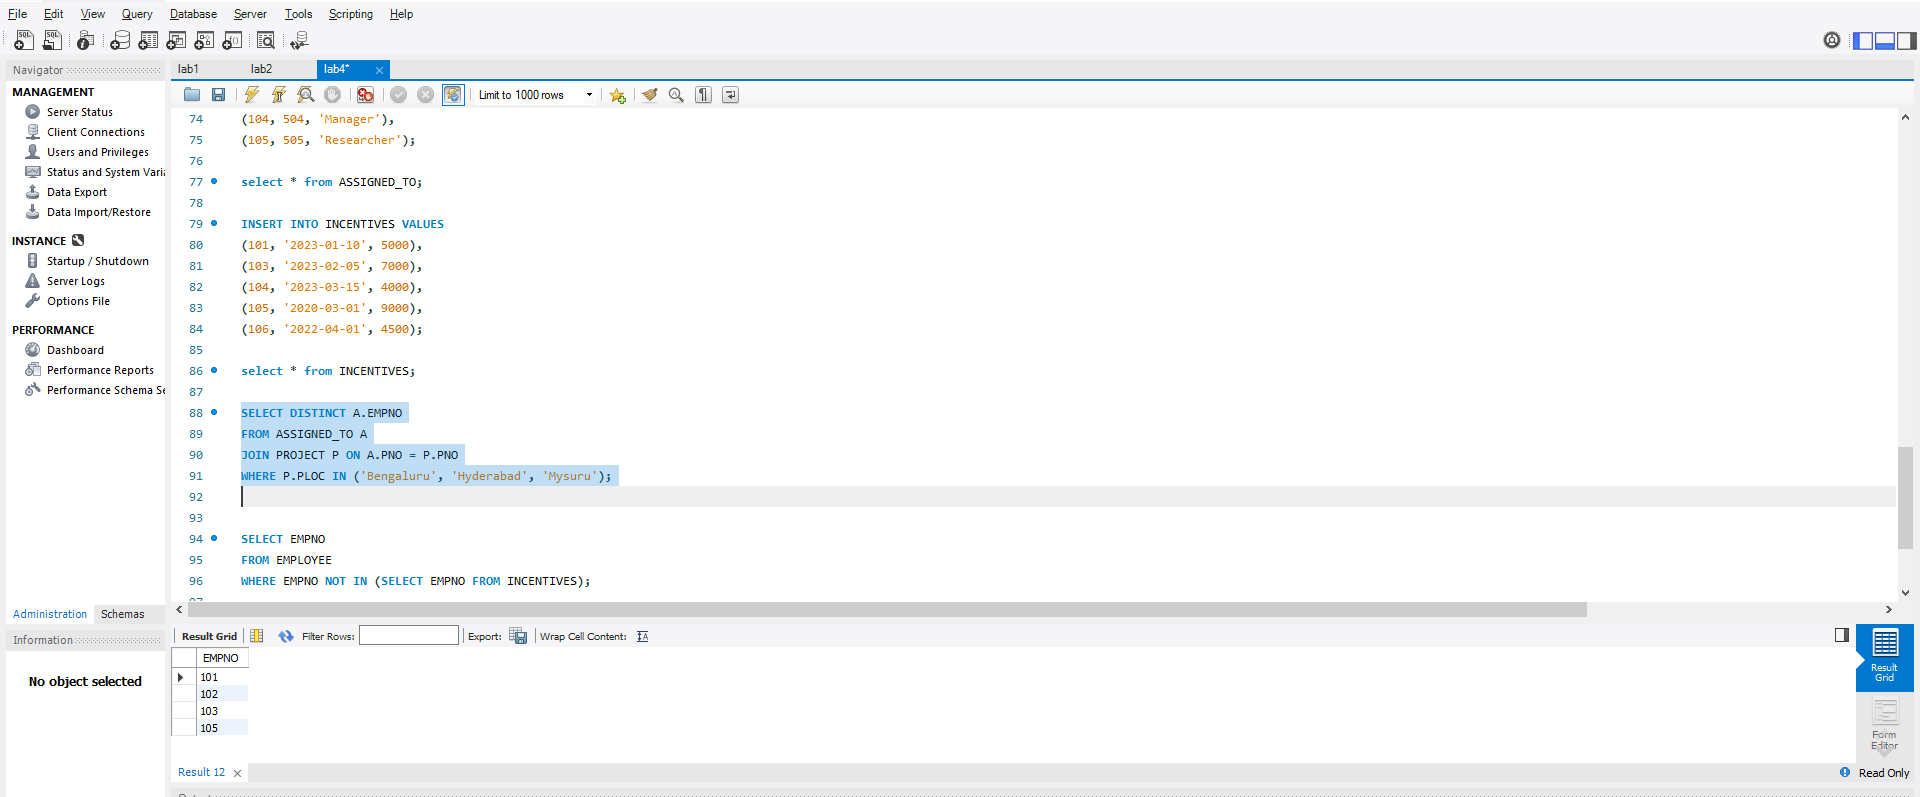 File Edit View Query Database Server Tools Scripting Help
Navigator
MANAGEMENT
Server Status
Client Connections
Users and Privileges
Status and System Varia
Data Export
Data Import/Restore
INSTANCE
Startup / Shutdown
Server Logs
Options File
PERFORMANCE
Dashboard
Performance Reports
Performance Schema Se
Administration Schemas
Information
No object selected
lab1 lab2 lab4*
Limit to 1000 rows
74 (104, 504, 'Manager'),
75 (105, 505, 'Researcher');
76
77 select * from ASSIGNED_TO;
78
79 INSERT INTO INCENTIVES VALUES
80 (101, '2023-01-10', 5000),
81 (103, '2023-02-05', 7000),
82 (104, '2023-03-15', 4000),
83 (105, '2020-03-01', 9000),
84 (106, '2022-04-01', 4500);
85
86 select * from INCENTIVES;
87
88 SELECT DISTINCT A.EMPNO
89 FROM ASSIGNED_TO A
90 JOIN PROJECT P ON A.PNO = P.PNO
91 WHERE P.PLOC IN ('Bengaluru', 'Hyderabad', 'Mysuru');
92
93
94 SELECT EMPNO
95 FROM EMPLOYEE
96 WHERE EMPNO NOT IN (SELECT EMPNO FROM INCENTIVES);
Result Grid Filter Rows: Export: Wrap Cell Content:
EMPNO
101
102
103
105
Result Grid
Form Editor
Result 12
Read Only